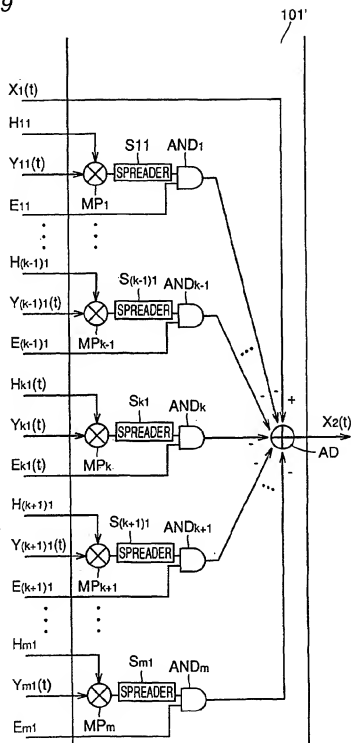 9
101'
X1(t)
H11
S11 AND1
Y11(t) SPREADER
E11 MP1
H(k-1)1
S(k-1)1 ANDk-1
Y(k-1)1(t) SPREADER
E(k-1)1 MPk-1
Hk1(t)
Sk1 ANDk
- - +
Yk1(t) SPREADER X2(t)
- AD
Ek1(t) MPk - -
H(k+1)1
S(k+1)1 ANDk+1
Y(k+1)1(t) SPREADER
MPk+1
E(k+1)1
Hm1
Sm1 ANDm
Ym1(t) SPREADER
Em1 MPm